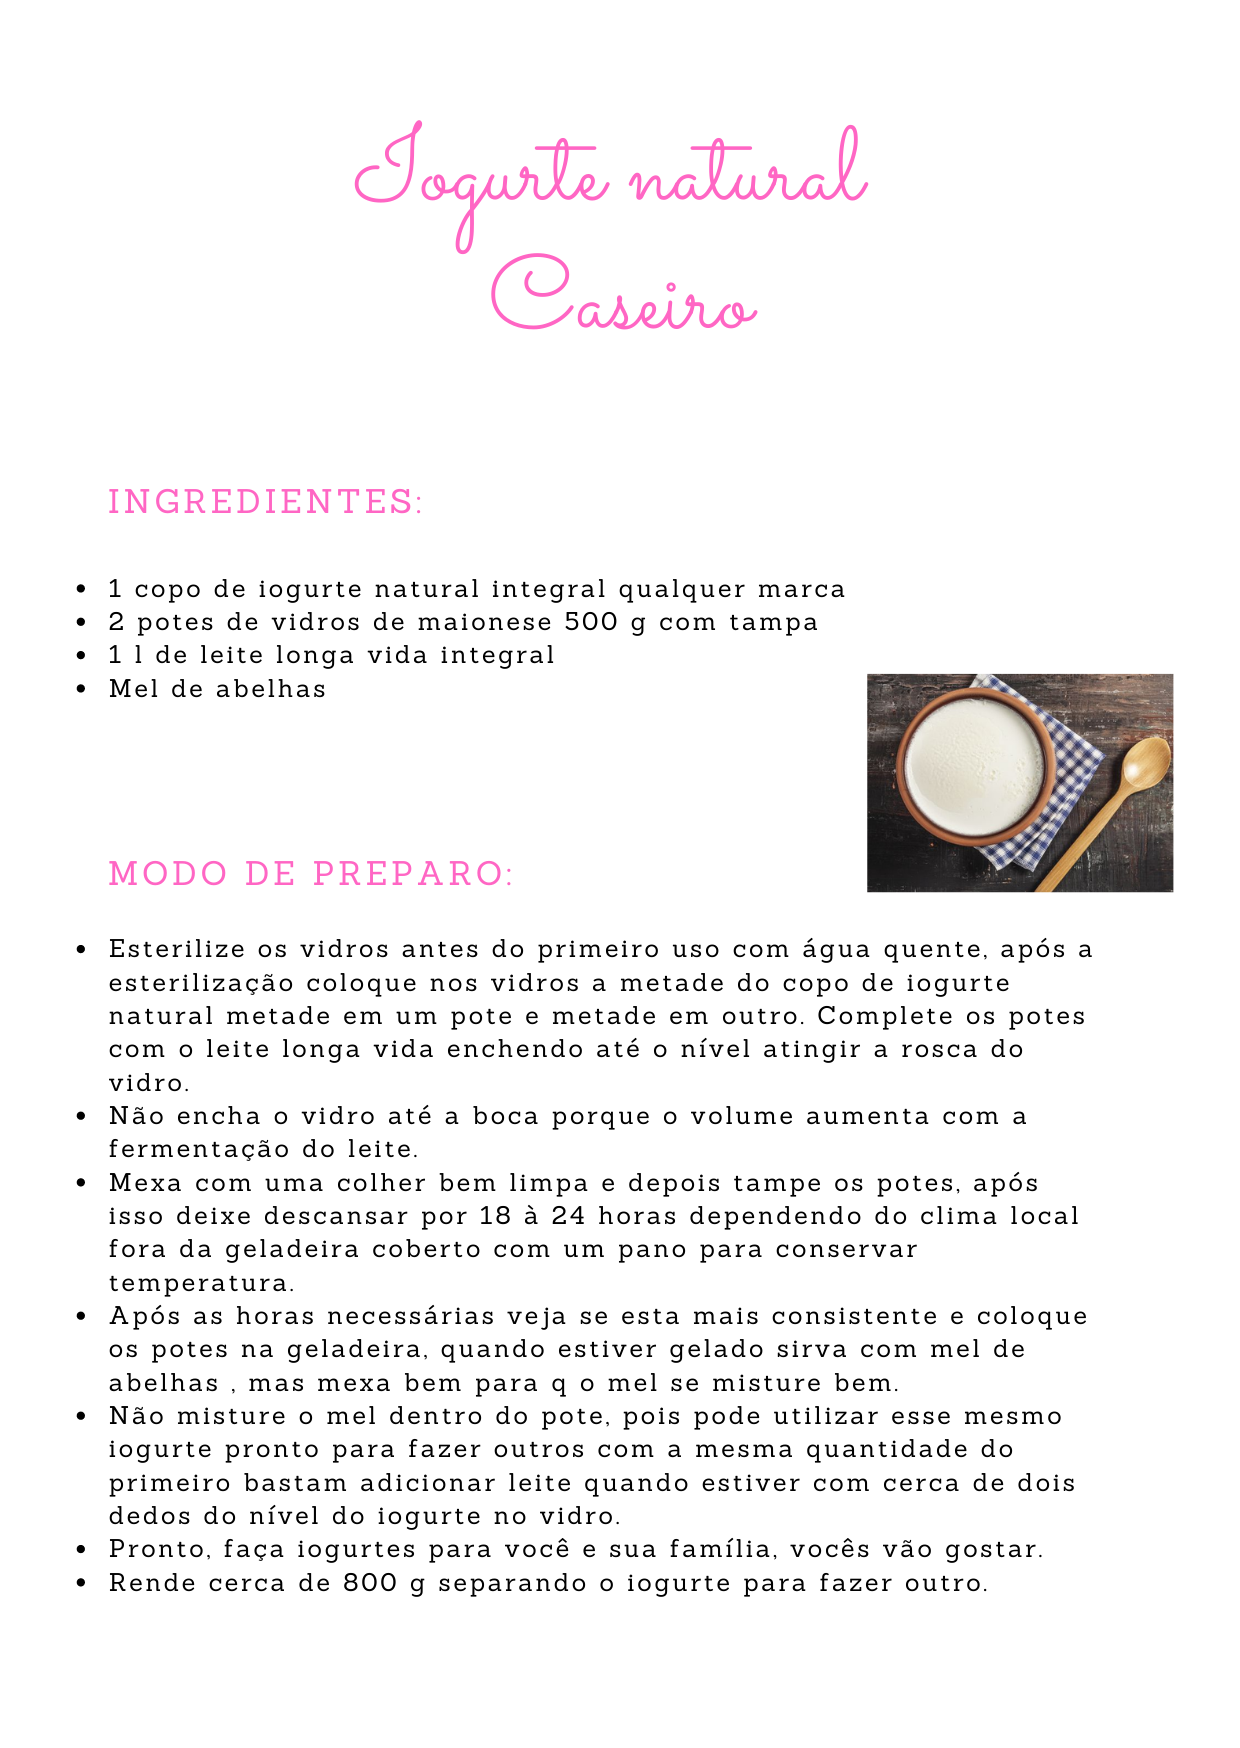 Iogurte natural
Caseiro
INGREDIENTES:
• 1 copo de iogurte natural integral qualquer marca
• 2 potes de vidros de maionese 500 g com tampa
• 1 l de leite longa vida integral
• Mel de abelhas
MODO DE PREPARO:
• Esterilize os vidros antes do primeiro uso com água quente, após a
esterilização coloque nos vidros a metade do copo de iogurte
natural metade em um pote e metade em outro. Complete os potes
com o leite longa vida enchendo até o nível atingir a rosca do
vidro.
• Não encha o vidro até a boca porque o volume aumenta com a
fermentação do leite.
• Mexa com uma colher bem limpa e depois tampe os potes, após
isso deixe descansar por 18 à 24 horas dependendo do clima local
fora da geladeira coberto com um pano para conservar
temperatura.
• Após as horas necessárias veja se esta mais consistente e coloque
os potes na geladeira, quando estiver gelado sirva com mel de
abelhas , mas mexa bem para q o mel se misture bem.
• Não misture o mel dentro do pote, pois pode utilizar esse mesmo
iogurte pronto para fazer outros com a mesma quantidade do
primeiro bastam adicionar leite quando estiver com cerca de dois
dedos do nível do iogurte no vidro.
• Pronto, faça iogurtes para você e sua família, vocês vão gostar.
• Rende cerca de 800 g separando o iogurte para fazer outro.